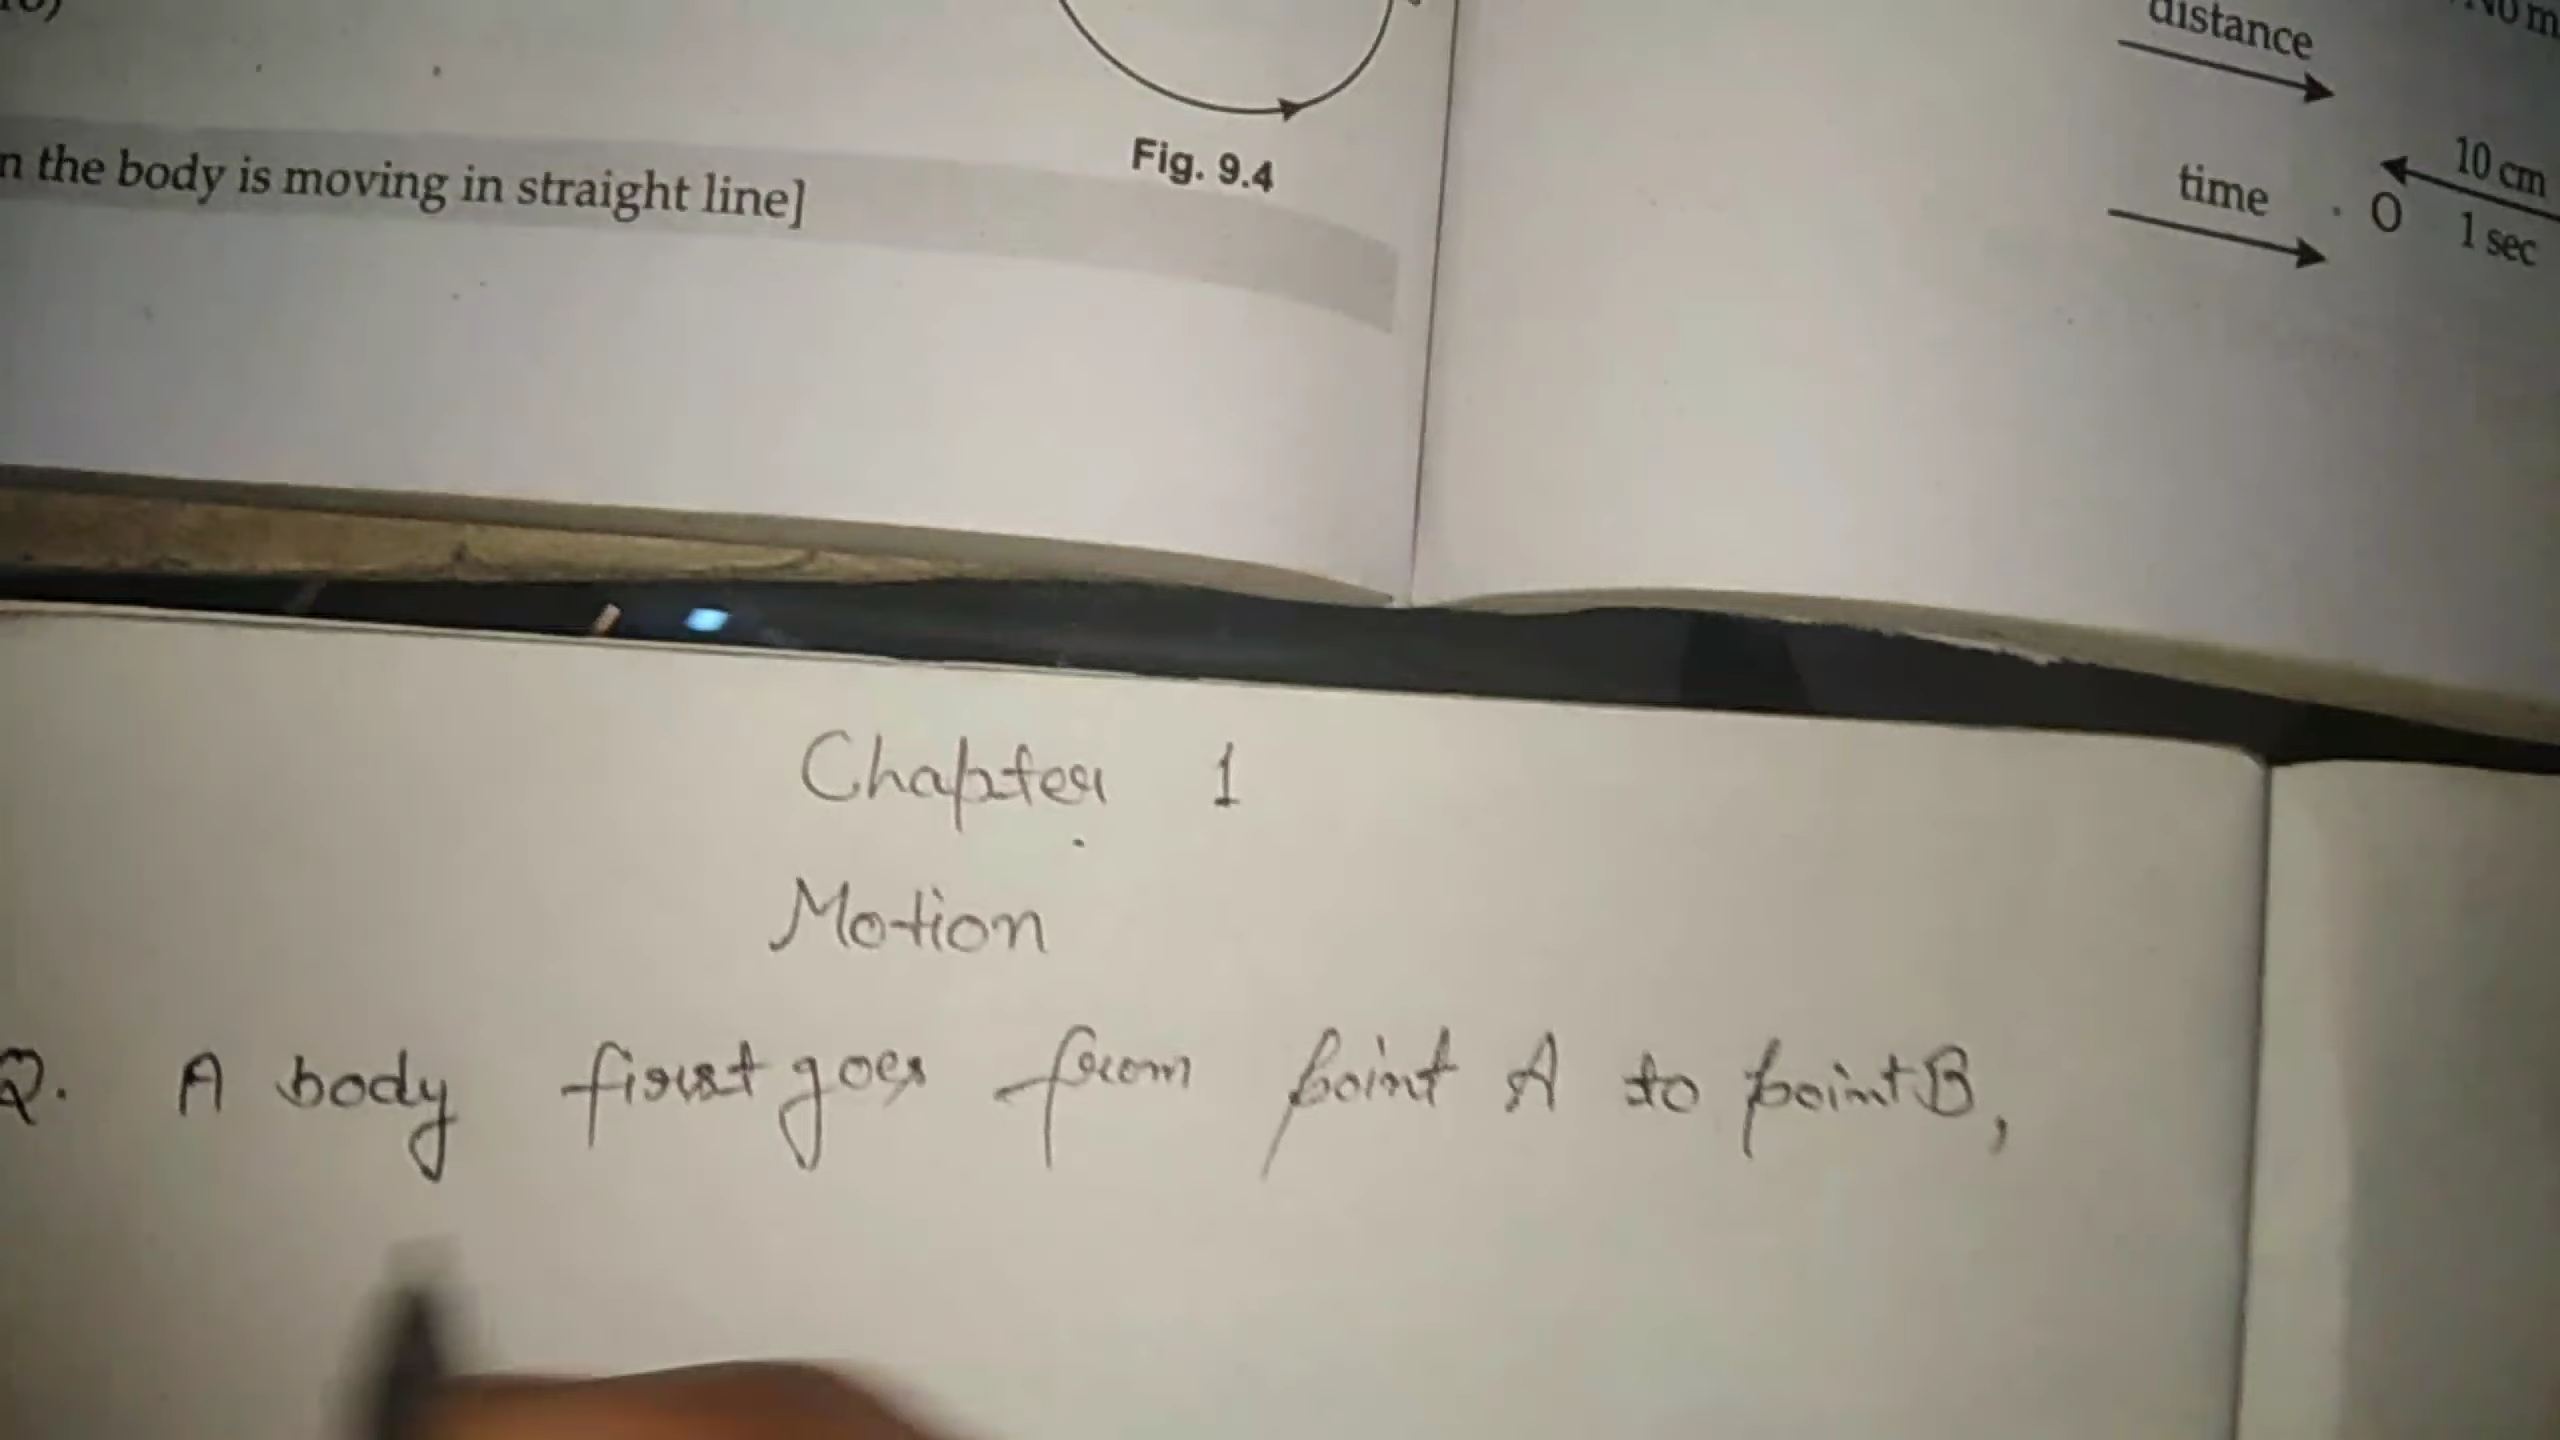 distance
10 cm
time
O 1 sec
Fig. 9.4
the body is moving in straight line]
Chapter 1
Motion
Q. A body first goes from point A to point B,